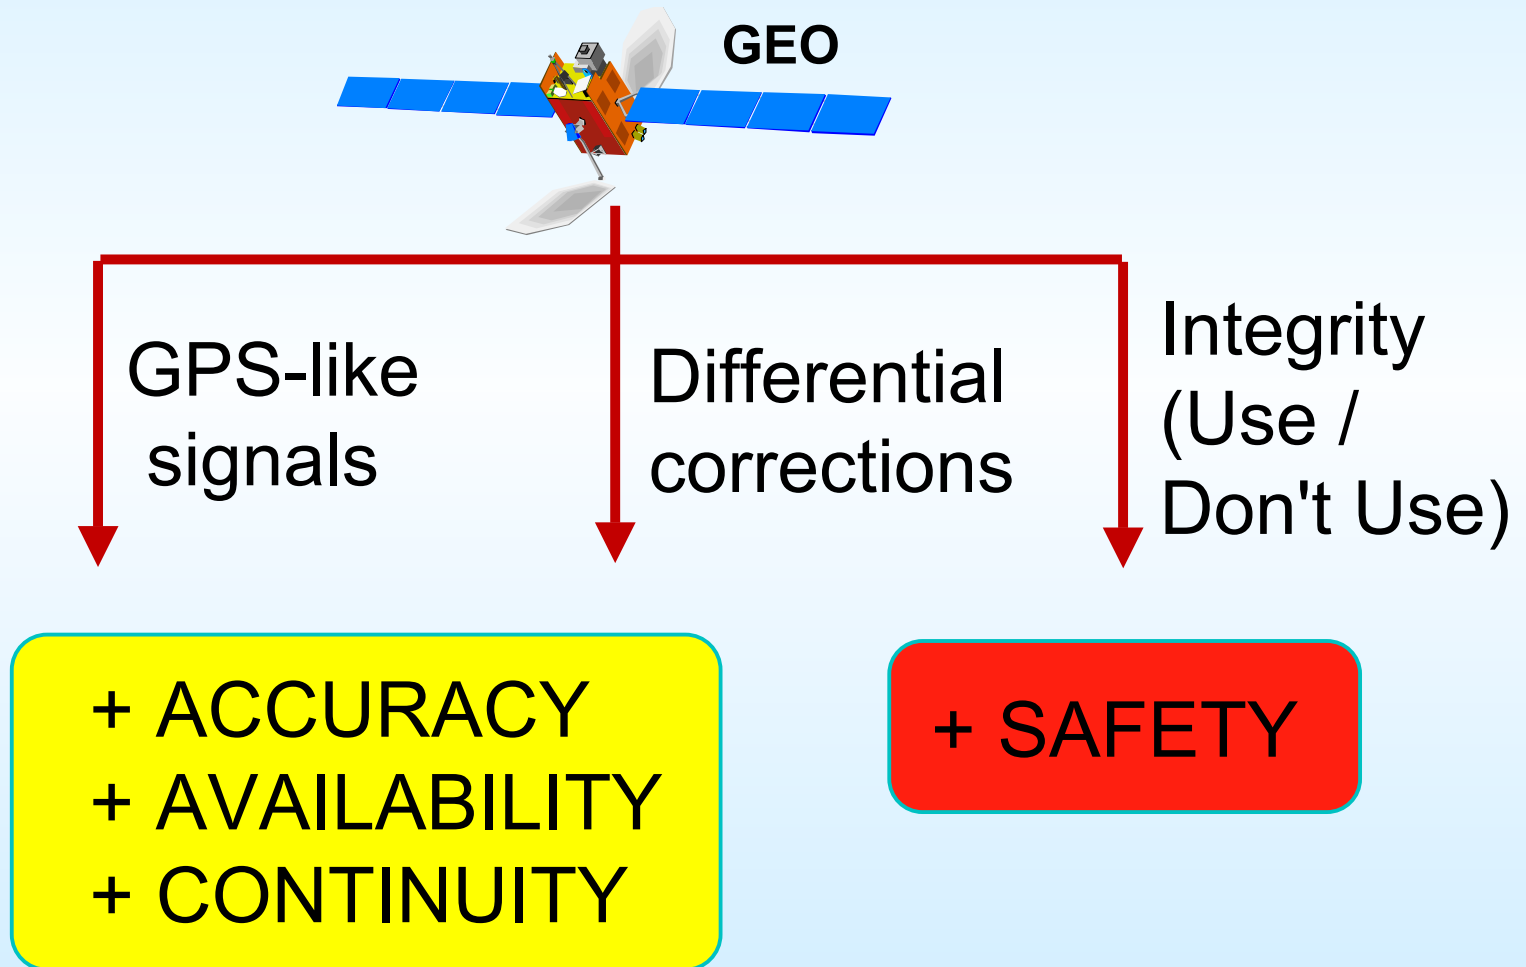 GEO
GPS-like
signals
Differential
corrections
Integrity
(Use /
Don't Use)
+ ACCURACY
+ AVAILABILITY
+ CONTINUITY
+ SAFETY